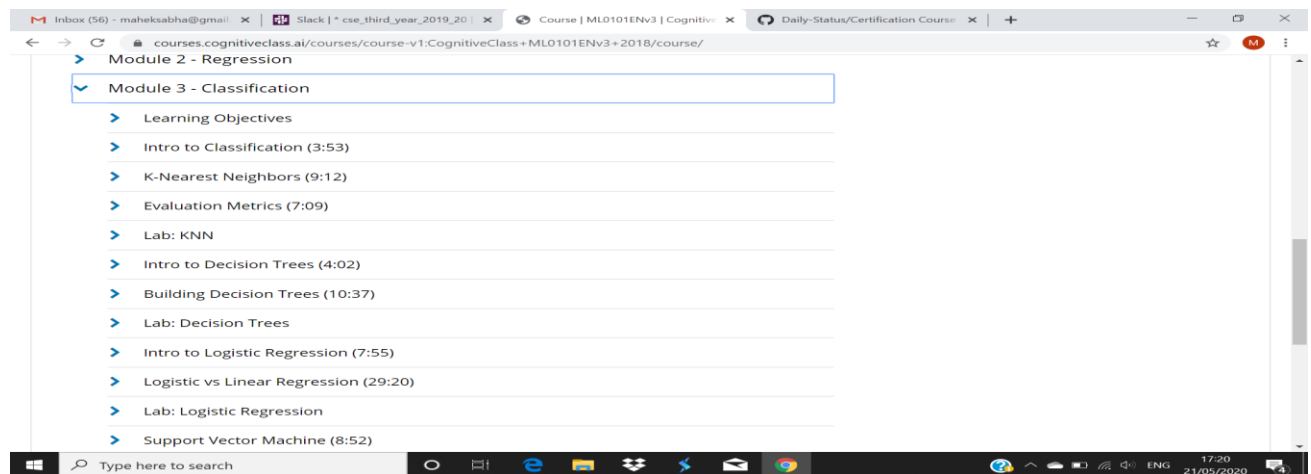 Inbox (56) - maheksabha@gmail.
Slack | * cse_third_year_2019_20 |
Course | ML0101ENv3 | Cognitive
Daily-Status/Certification Course
courses.cognitiveclass.ai/courses/course-v1:CognitiveClass+ML0101ENv3+2018/course/
M
Module 2 - Regression
Module 3 - Classification
Learning Objectives
Intro to Classification (3:53)
K-Nearest Neighbors (9:12)
Evaluation Metrics (7:09)
Lab: KNN
Intro to Decision Trees (4:02)
Building Decision Trees (10:37)
Lab: Decision Trees
Intro to Logistic Regression (7:55)
Logistic vs Linear Regression (29:20)
Lab: Logistic Regression
Support Vector Machine (8:52)
Type here to search
ENG
17:20
21/05/2020
4